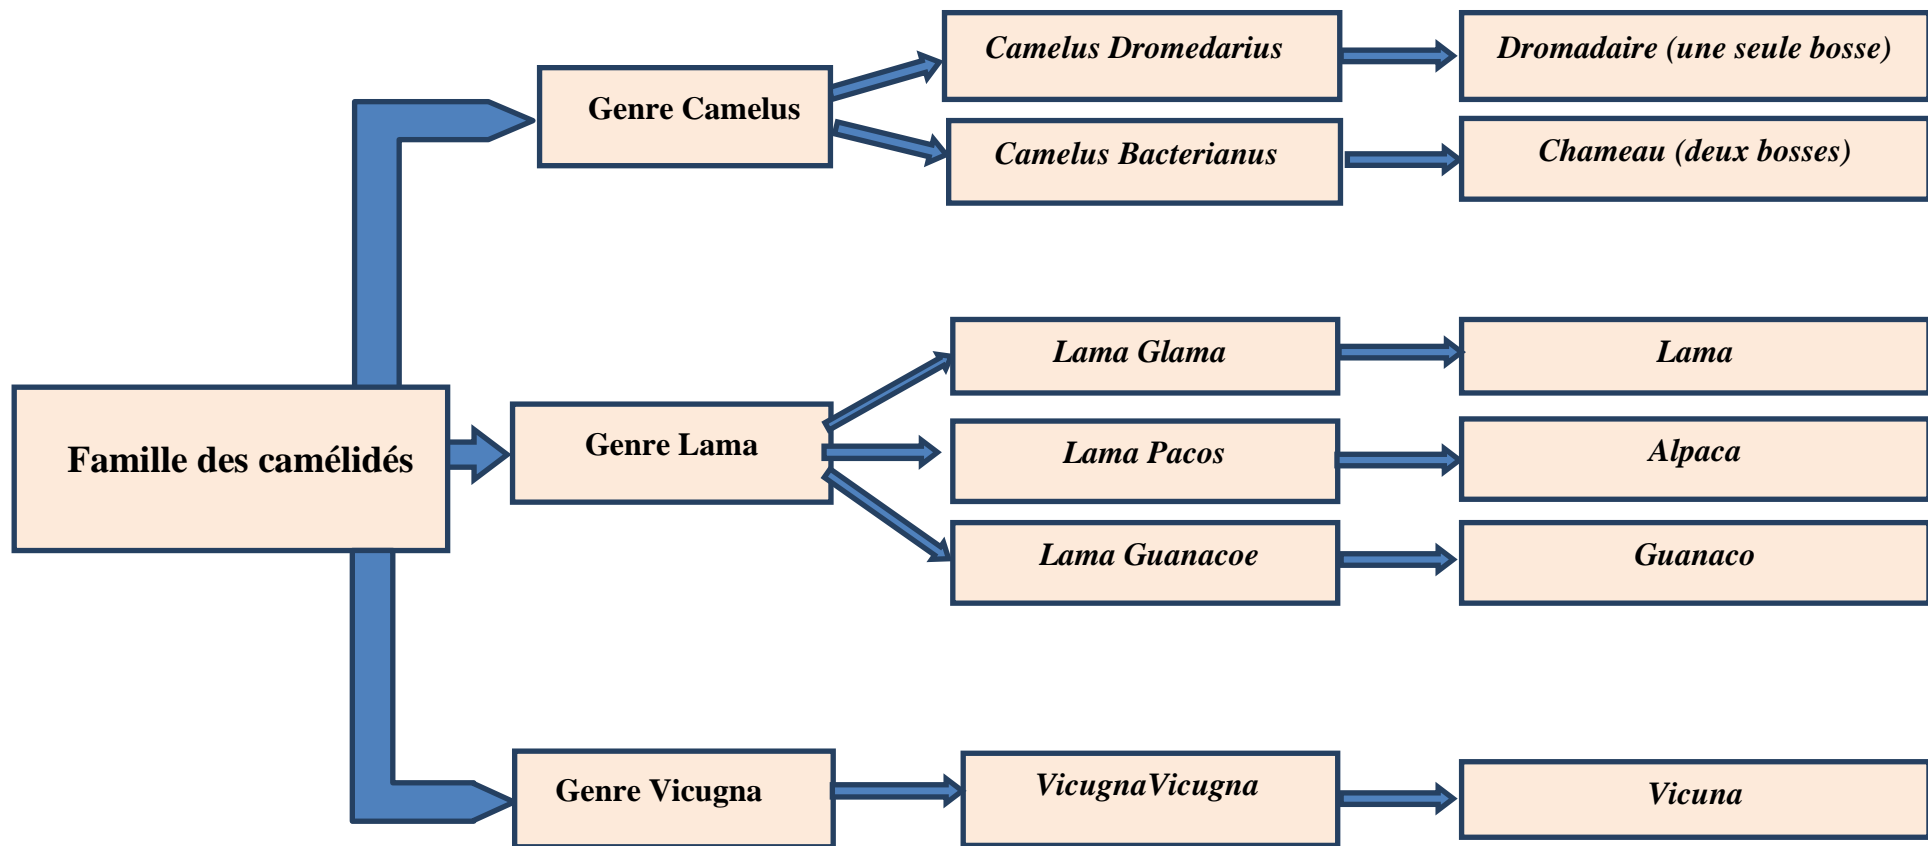 Camelus Dromedarius
Dromadaire (une seule bosse)
Genre Camelus
Camelus Bacterianus
Chameau (deux bosses)
Lama Glama
Lama
Famille des camélidés
Genre Lama
Lama Pacos
Alpaca
Lama Guanacoe
Guanaco
Genre Vicugna
VicugnaVicugna
Vicuna